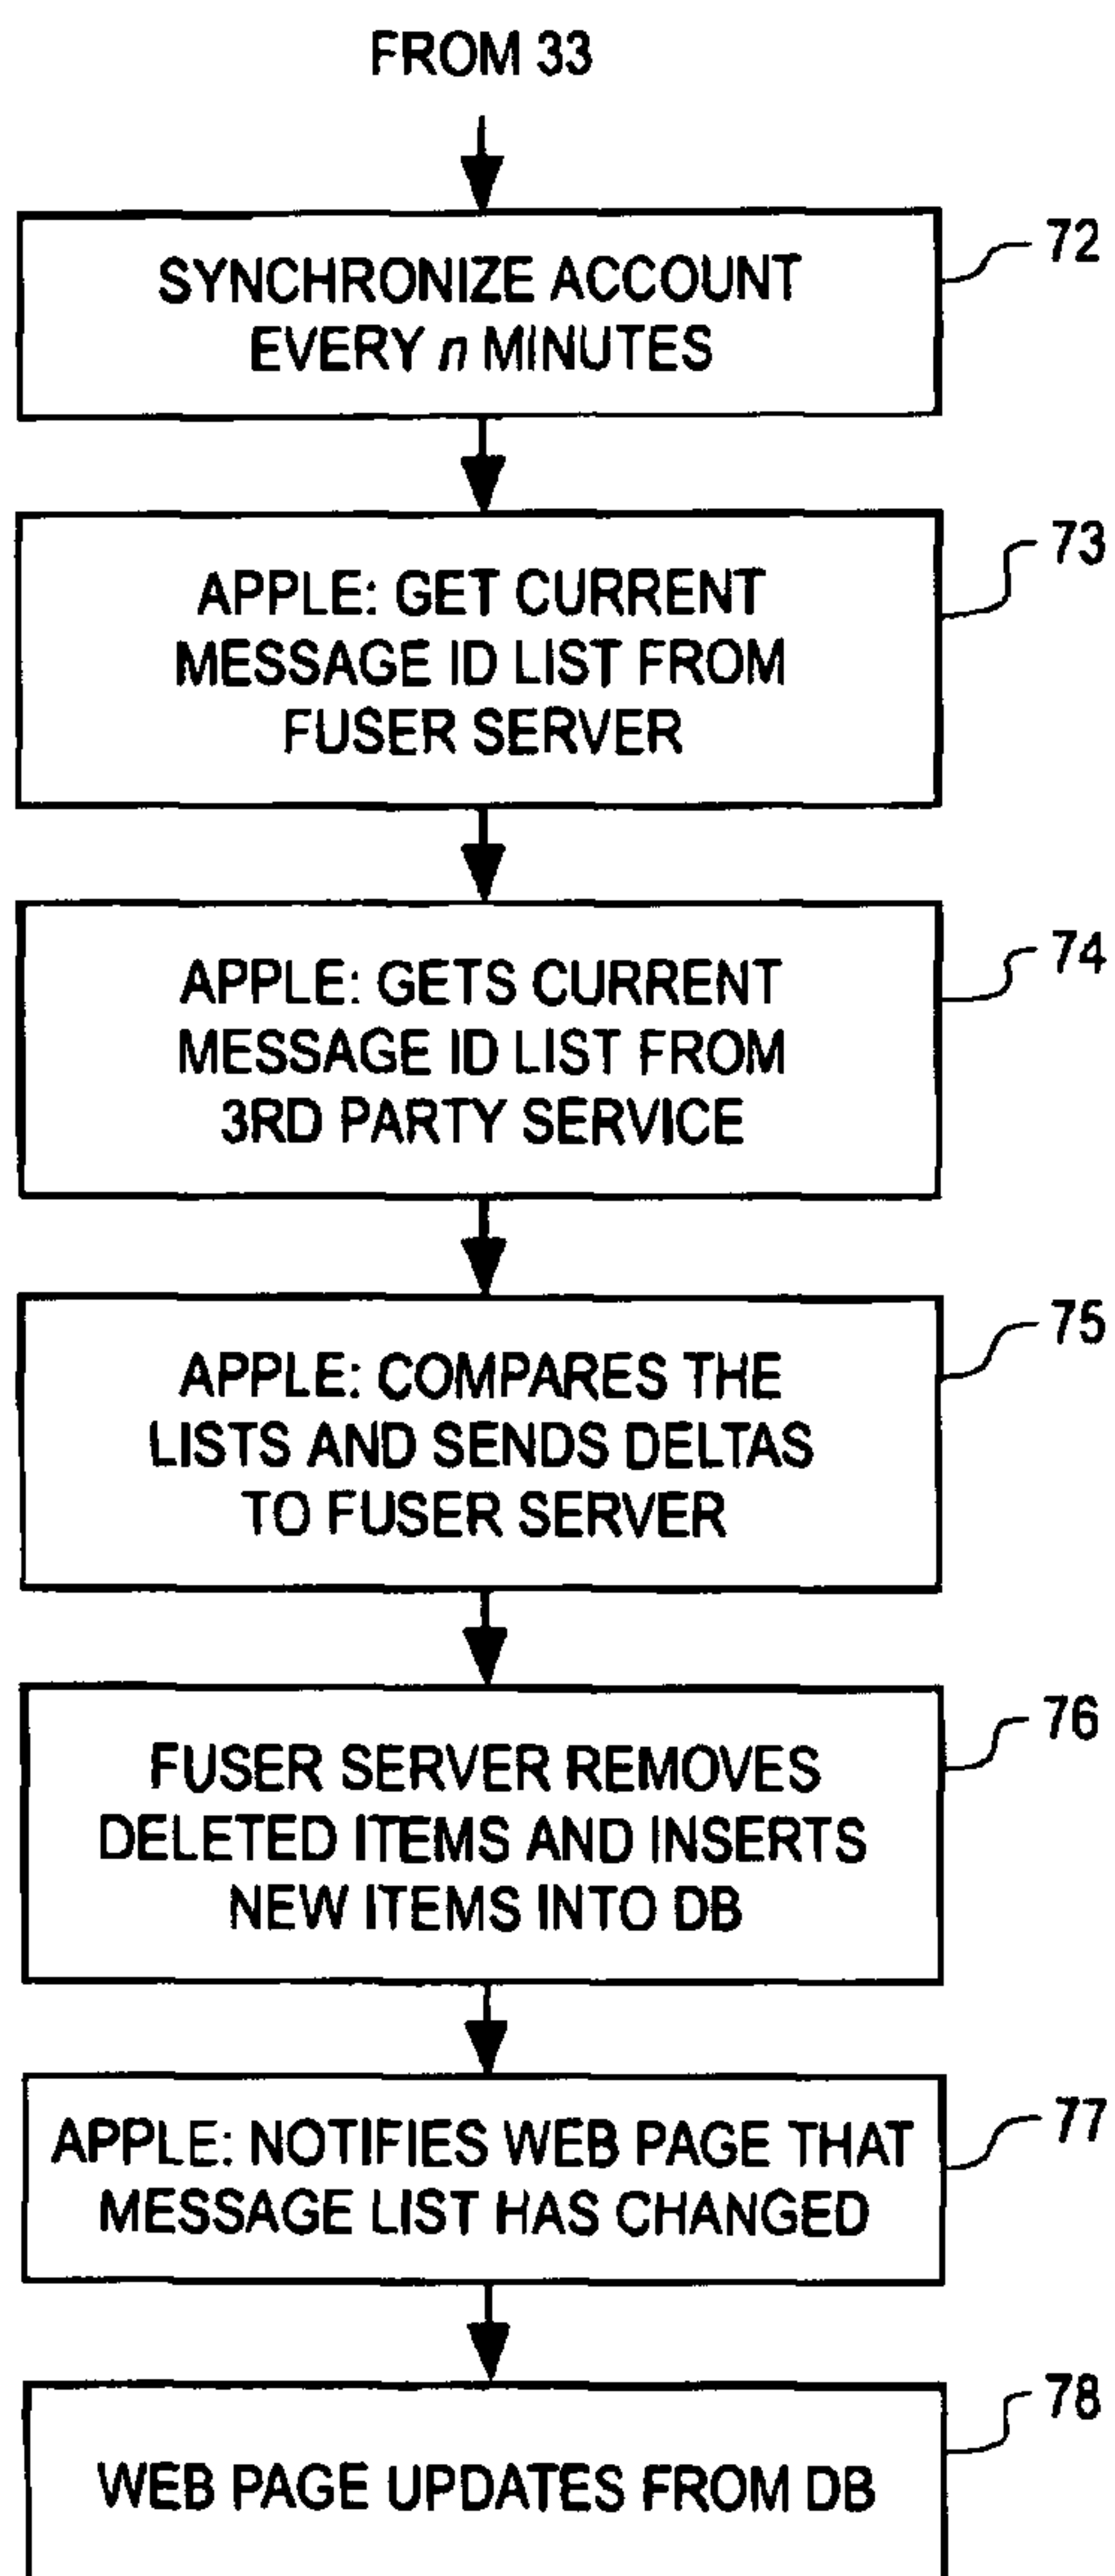 FROM 33
SYNCHRONIZE ACCOUNT
EVERY n MINUTES
72
APPLE: GET CURRENT
MESSAGE ID LIST FROM
FUSER SERVER
73
APPLE: GETS CURRENT
MESSAGE ID LIST FROM
3RD PARTY SERVICE
74
APPLE: COMPARES THE
LISTS AND SENDS DELTAS
TO FUSER SERVER
75
FUSER SERVER REMOVES
DELETED ITEMS AND INSERTS
NEW ITEMS INTO DB
76
APPLE: NOTIFIES WEB PAGE THAT
MESSAGE LIST HAS CHANGED
77
WEB PAGE UPDATES FROM DB
78